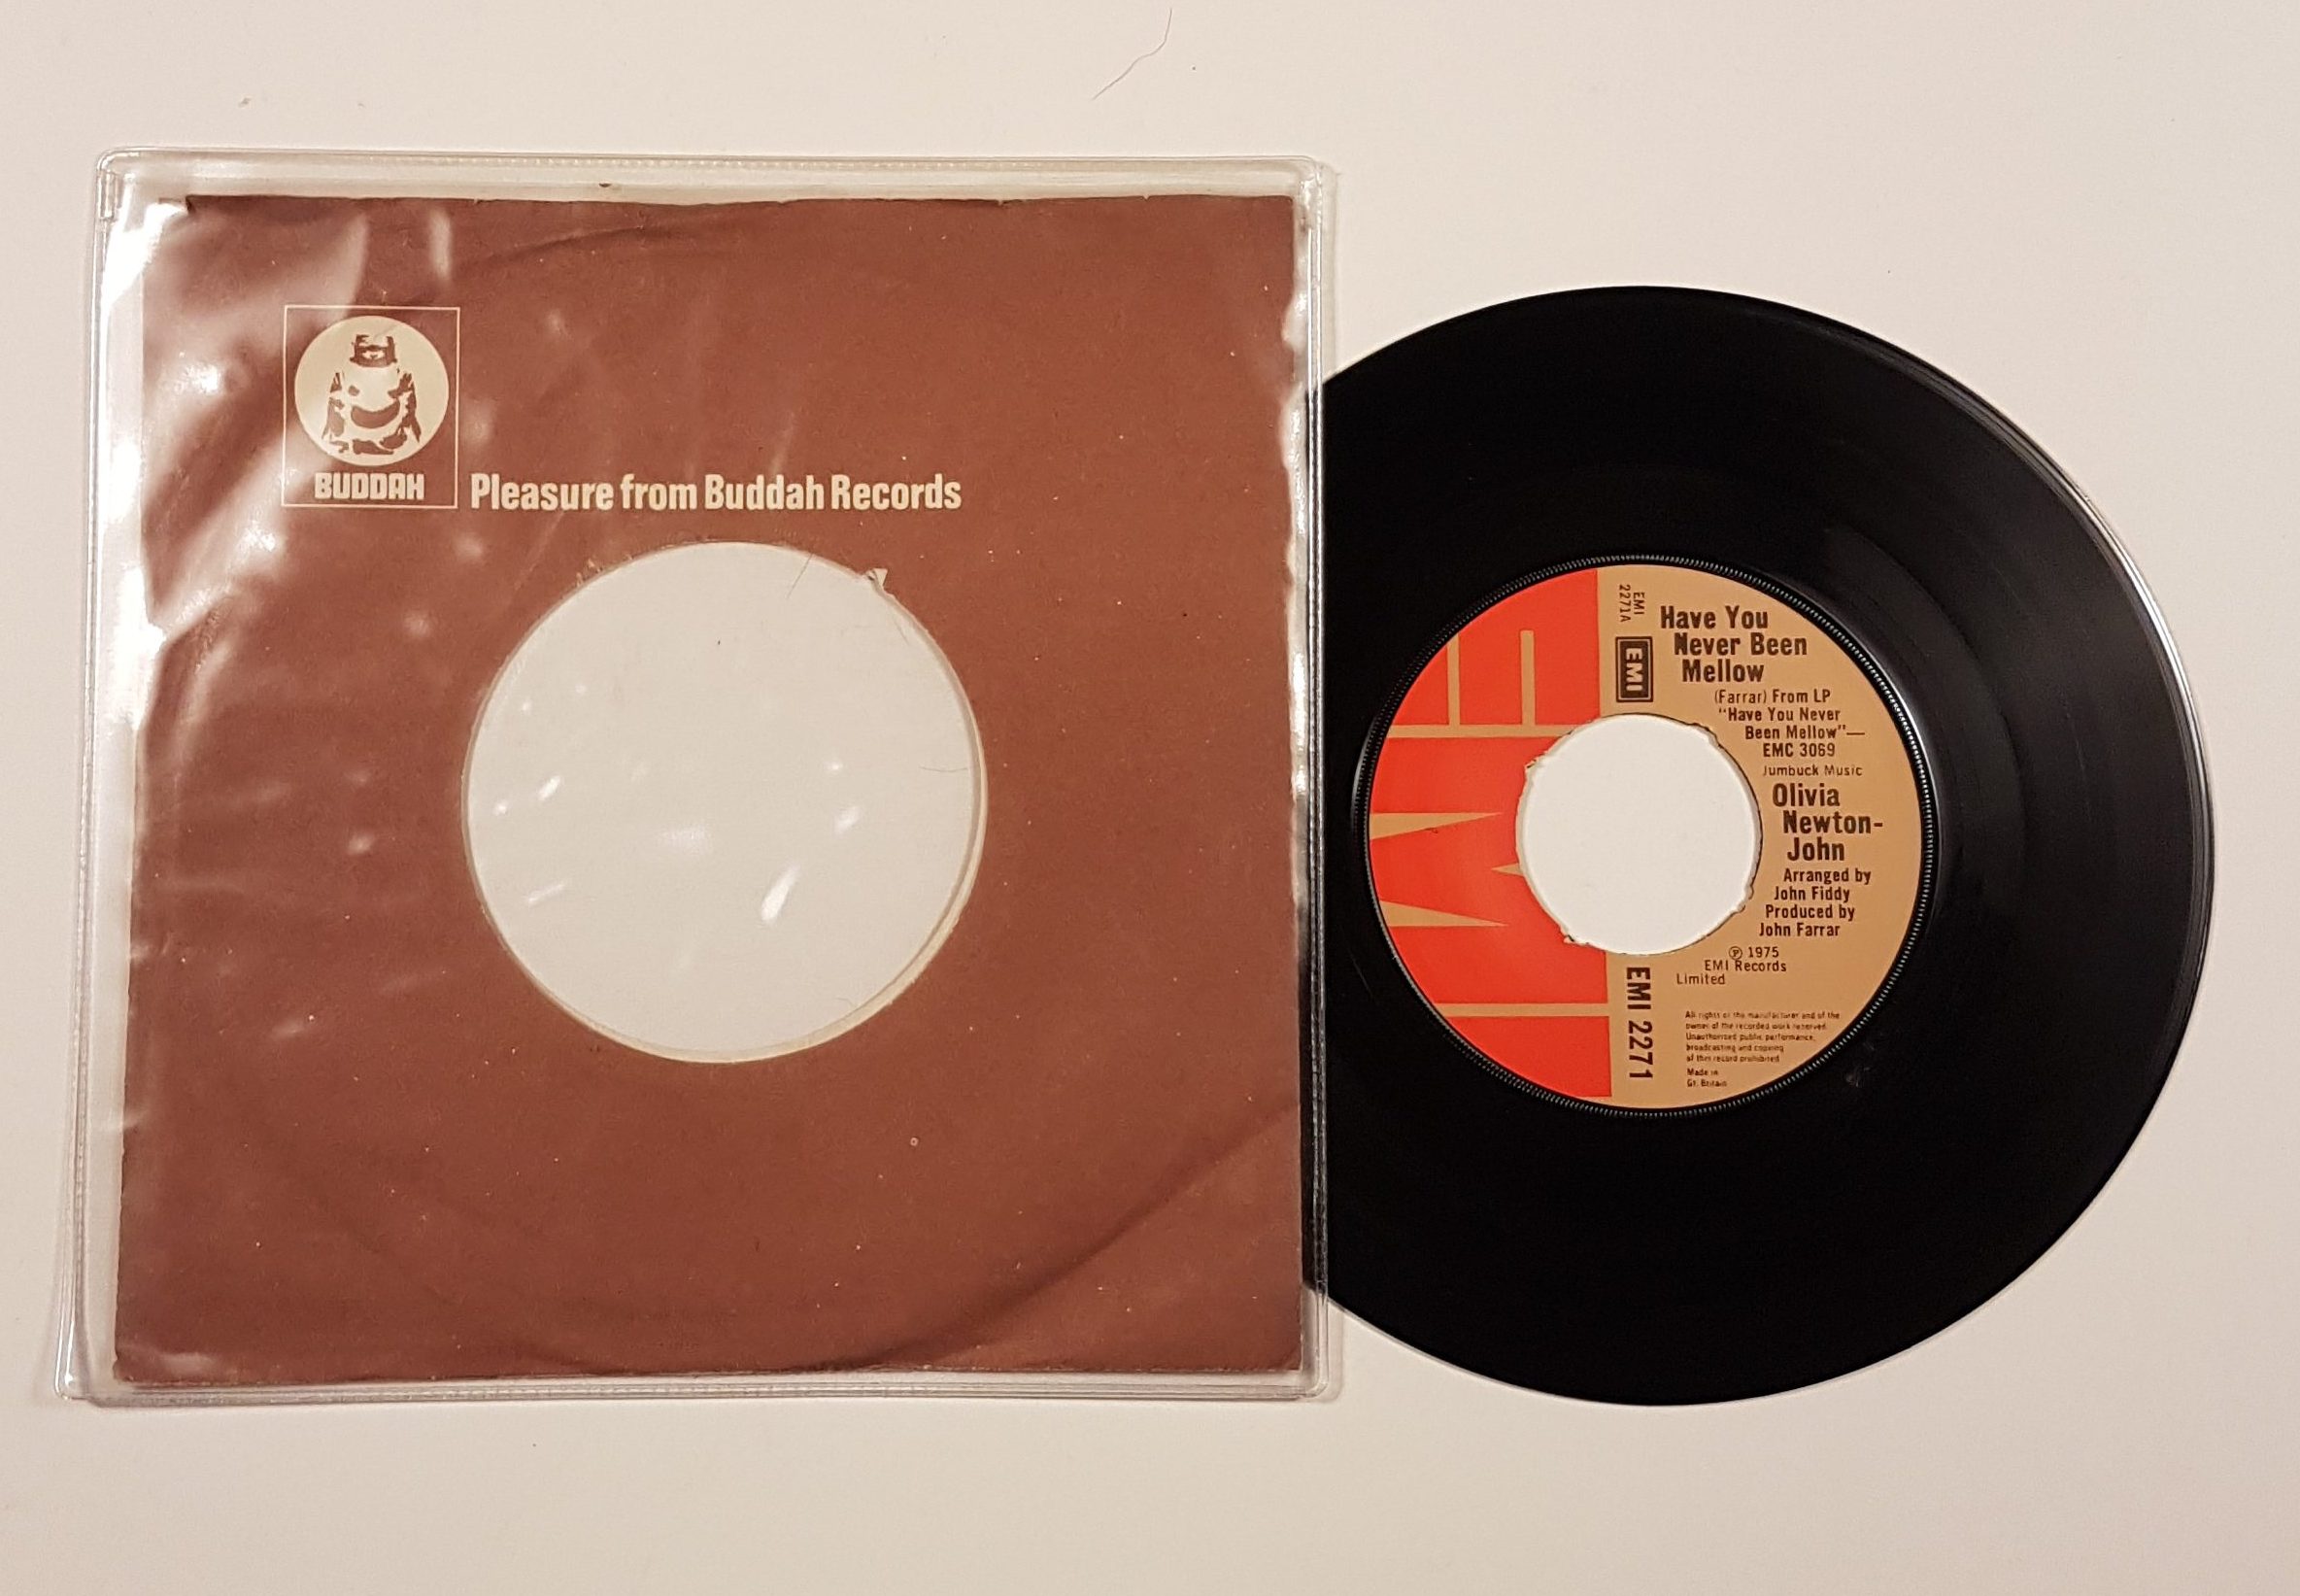 BUDDAH
Pleasure from Buddah Records
EMI
2271A
EMI
Have You
Never Been
Mellow
(Farrar) From LP
"Have You Never
Been Mellow"—
EMC 3069
Jumbuck Music
Olivia
Newton-
John
Arranged by
John Fiddy
Produced by
John Farrar
℗ 1975
EMI Records
Limited
EMI 2271
All rights of the manufacturer and of the
owner of the recorded work reserved.
Unauthorised public performance,
broadcasting and copying
of this record prohibited
Made in
Gt. Britain
EMI